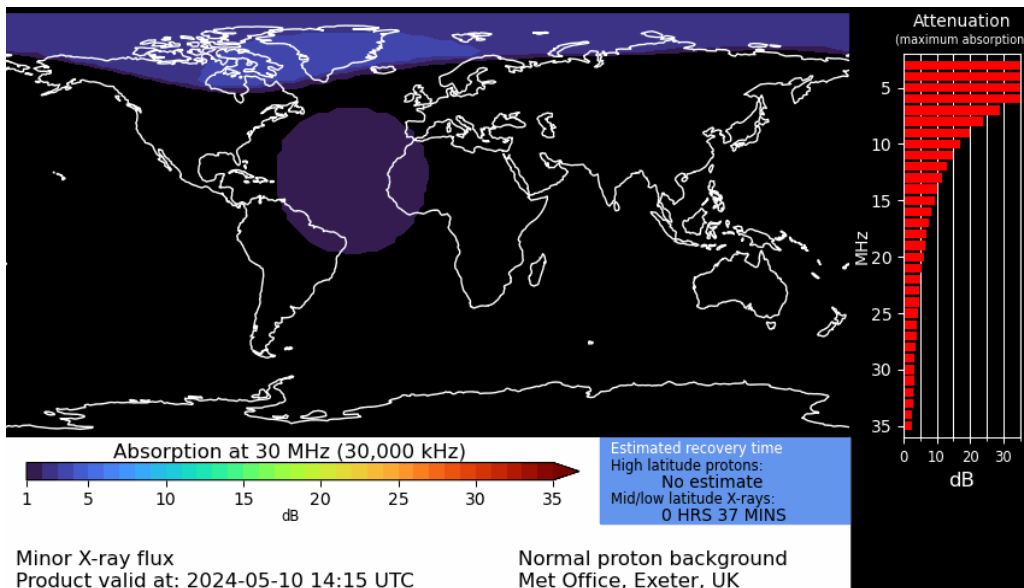 Attenuation
(maximum absorption)
5
10
15
20
25
30
35
MHz
0 10 20 30
dB
Absorption at 30 MHz (30,000 kHz)
1 5 10 15 20 25 30 35
dB
Estimated recovery time
High latitude protons:
No estimate
Mid/low latitude X-rays:
0 HRS 37 MINS
Minor X-ray flux
Product valid at: 2024-05-10 14:15 UTC
Normal proton background
Met Office, Exeter, UK